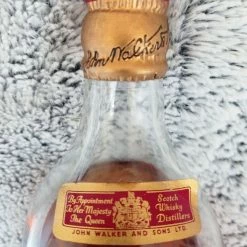 John Walker
By Appointment
To Her Majesty
The Queen
Scotch
Whisky
Distillers
JOHN WALKER AND SONS LTD.